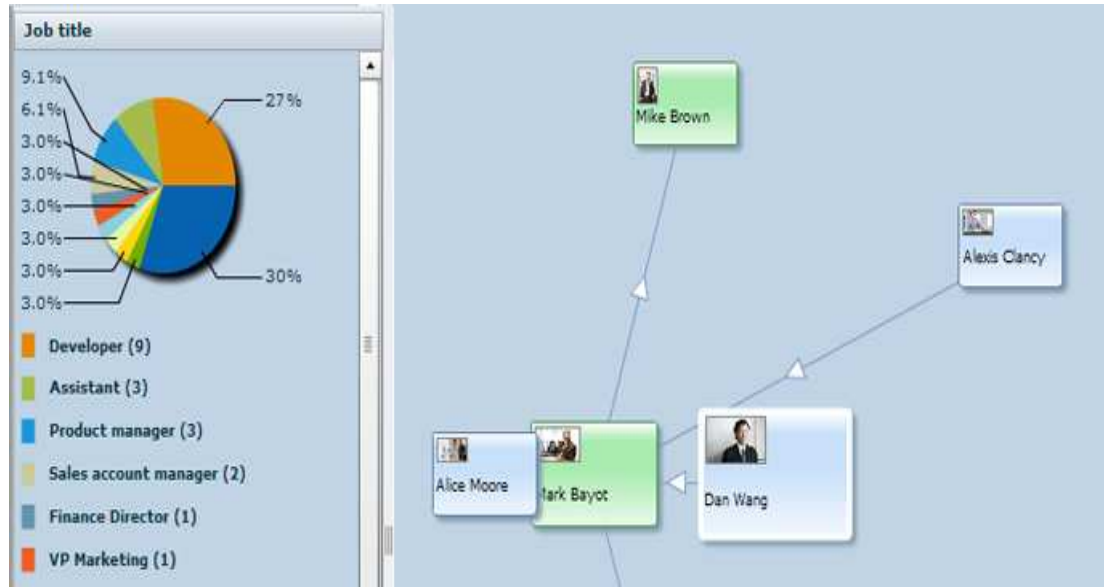 Job title
9.1%
27%
6.1%
3.0%
3.0%
3.0%
3.0%
3.0%
30%
3.0%
Developer (9)
Assistant (3)
Product manager (3)
Sales account manager (2)
Finance Director (1)
VP Marketing (1)
Mike Brown
Alexis Clancy
Alice Moore
Mark Bayot
Dan Wang